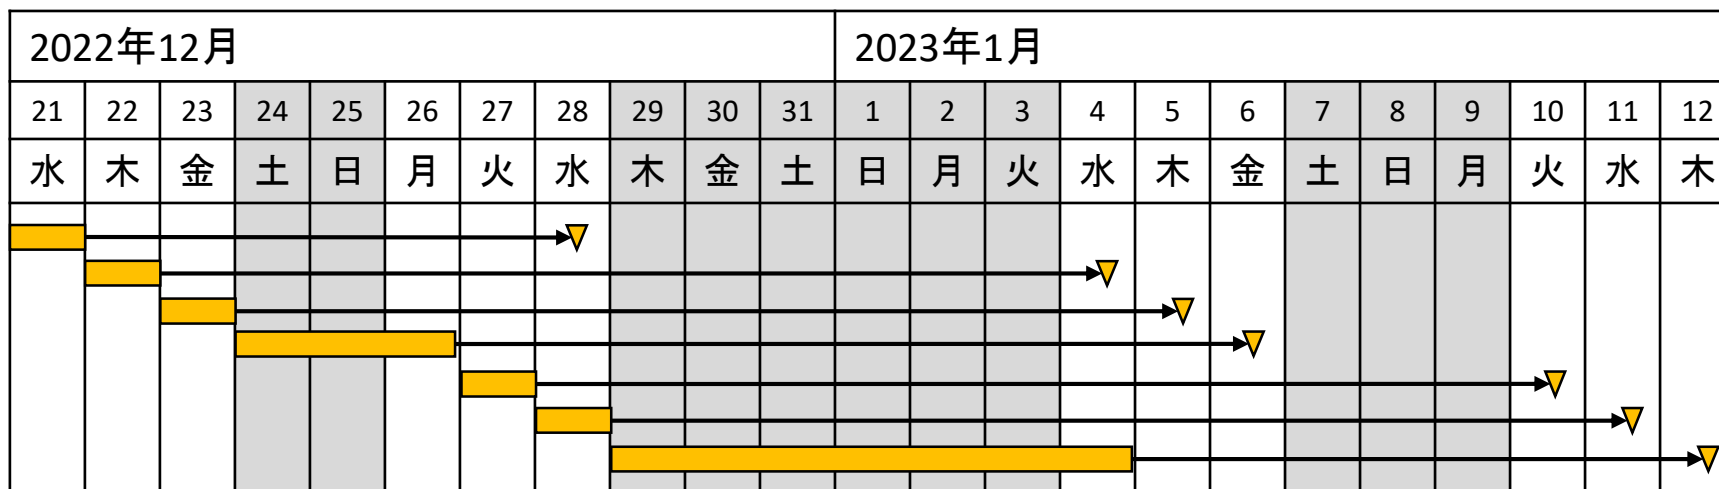 2022年12月 2023年1月
21 22 23 24 25 26 27 28 29 30 31 1 2 3 4 5 6 7 8 9 10 11 12
水 木 金 土 日 月 火 水 木 金 土 日 月 火 水 木 金 土 日 月 火 水 木